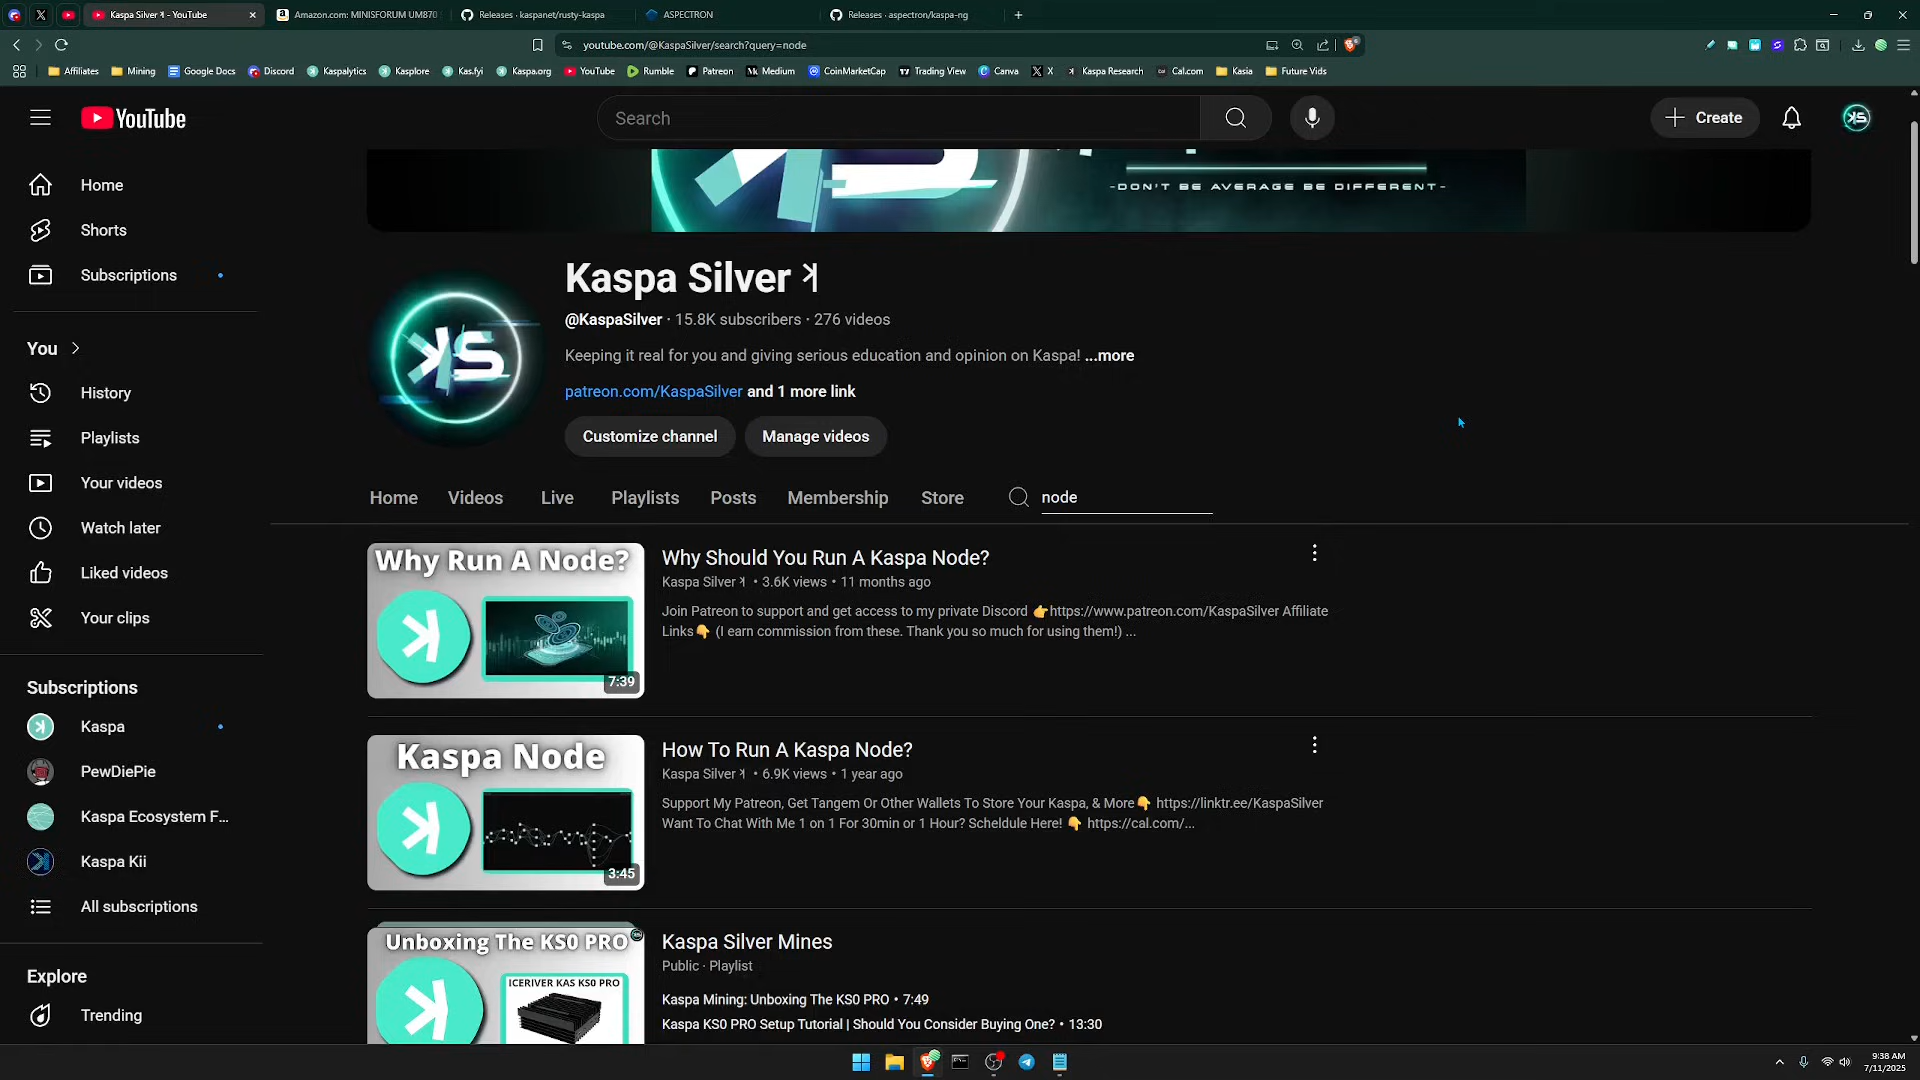 Kaspa Silver ꓘ - YouTube
Amazon.com: MINISFORUM UM870
Releases · kaspanet/rusty-kaspa
ASPECTRON
Releases · aspectron/kaspa-ng
youtube.com/@KaspaSilver/search?query=node
Affiliates
Mining
Google Docs
Discord
Kaspalytics
Kasplore
Kas.fyi
Kaspa.org
YouTube
Rumble
Patreon
Medium
CoinMarketCap
Trading View
Canva
X
Kaspa Research
Cal.com
Kasia
Future Vids
YouTube
Search
Create
-DON'T BE AVERAGE BE DIFFERENT-
Home
Shorts
Subscriptions
You
History
Playlists
Your videos
Watch later
Liked videos
Your clips
Subscriptions
Kaspa
PewDiePie
Kaspa Ecosystem F...
Kaspa Kii
All subscriptions
Explore
Trending
KS
Kaspa Silver ꓘ
@KaspaSilver · 15.8K subscribers · 276 videos
Keeping it real for you and giving serious education and opinion on Kaspa! ...more
patreon.com/KaspaSilver and 1 more link
Customize channel
Manage videos
Home
Videos
Live
Playlists
Posts
Membership
Store
node
Why Run A Node?
7:39
Why Should You Run A Kaspa Node?
Kaspa Silver ꓘ • 3.6K views • 11 months ago
Join Patreon to support and get access to my private Discord 👉https://www.patreon.com/KaspaSilver Affiliate
Links👇 (I earn commission from these. Thank you so much for using them!) ...
Kaspa Node
3:45
How To Run A Kaspa Node?
Kaspa Silver ꓘ • 6.9K views • 1 year ago
Support My Patreon, Get Tangem Or Other Wallets To Store Your Kaspa, & More👇 https://linktr.ee/KaspaSilver
Want To Chat With Me 1 on 1 For 30min or 1 Hour? Scheldule Here! 👇 https://cal.com/...
Unboxing The KS0 PRO
ICERIVER KAS KS0 PRO
Kaspa Silver Mines
Public · Playlist
Kaspa Mining: Unboxing The KS0 PRO • 7:49
Kaspa KS0 PRO Setup Tutorial | Should You Consider Buying One? • 13:30
9:38 AM
7/11/2025